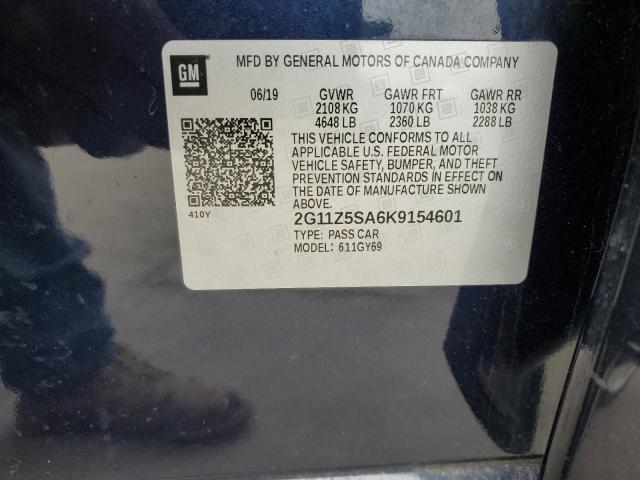 GM
MFD BY GENERAL MOTORS OF CANADA COMPANY
06/19 GVWR GAWR FRT GAWR RR
2108 KG 1070 KG 1038 KG
4648 LB 2360 LB 2288 LB
THIS VEHICLE CONFORMS TO ALL
APPLICABLE U.S. FEDERAL MOTOR
VEHICLE SAFETY, BUMPER, AND THEFT
PREVENTION STANDARDS IN EFFECT ON
THE DATE OF MANUFACTURE SHOWN
ABOVE.
410Y
2G11Z5SA6K9154601
TYPE: PASS CAR
MODEL: 611GY69